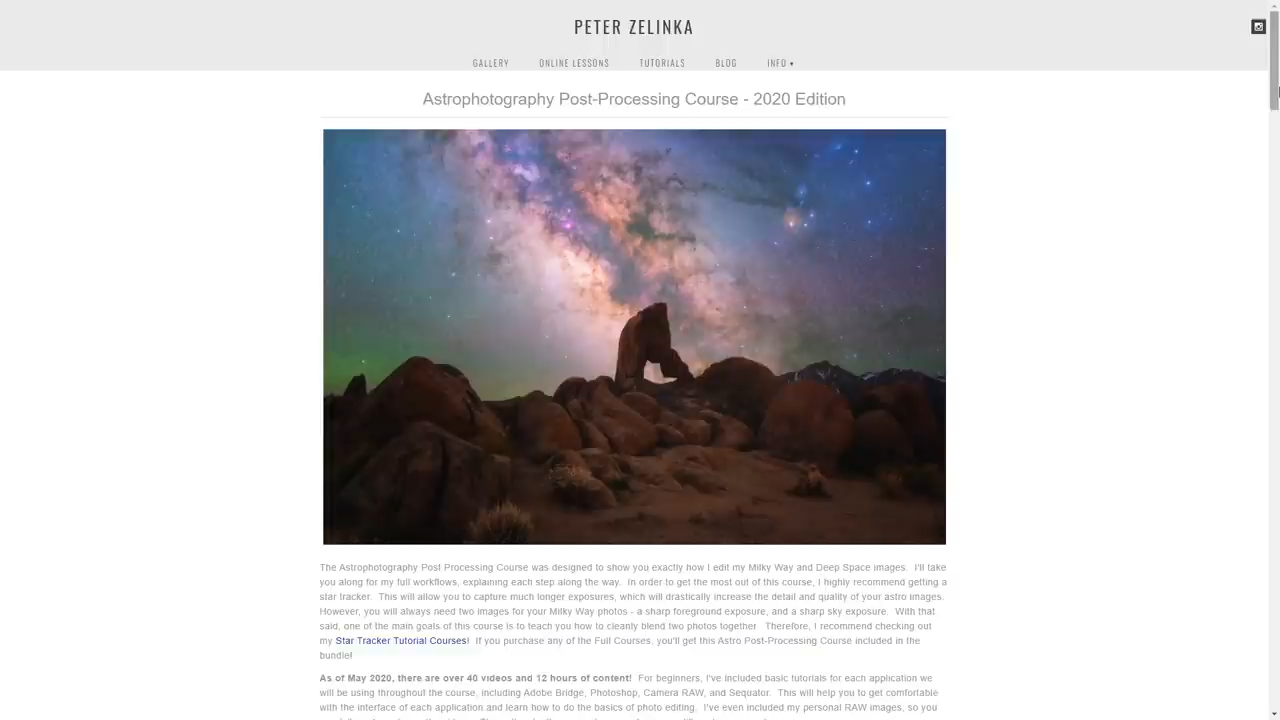 PETER ZELINKA
GALLERY ONLINE LESSONS TUTORIALS BLOG INFO ▾
Astrophotography Post-Processing Course - 2020 Edition
The Astrophotography Post Processing Course was designed to show you exactly how I edit my Milky Way and Deep Space images. I'll take
you along for my full workflows, explaining each step along the way. In order to get the most out of this course, I highly recommend getting a
star tracker. This will allow you to capture much longer exposures, which will drastically increase the detail and quality of your astro images.
However, you will always need two images for your Milky Way photos - a sharp foreground exposure, and a sharp sky exposure. With that
said, one of the main goals of this course is to teach you how to cleanly blend two photos together. Therefore, I recommend checking out
my Star Tracker Tutorial Courses! If you purchase any of the Full Courses, you'll get this Astro Post-Processing Course included in the
bundle!
As of May 2020, there are over 40 videos and 12 hours of content! For beginners, I've included basic tutorials for each application we
will be using throughout the course, including Adobe Bridge, Photoshop, Camera RAW, and Sequator. This will help you to get comfortable
with the interface of each application and learn how to do the basics of photo editing. I've even included my personal RAW images, so you